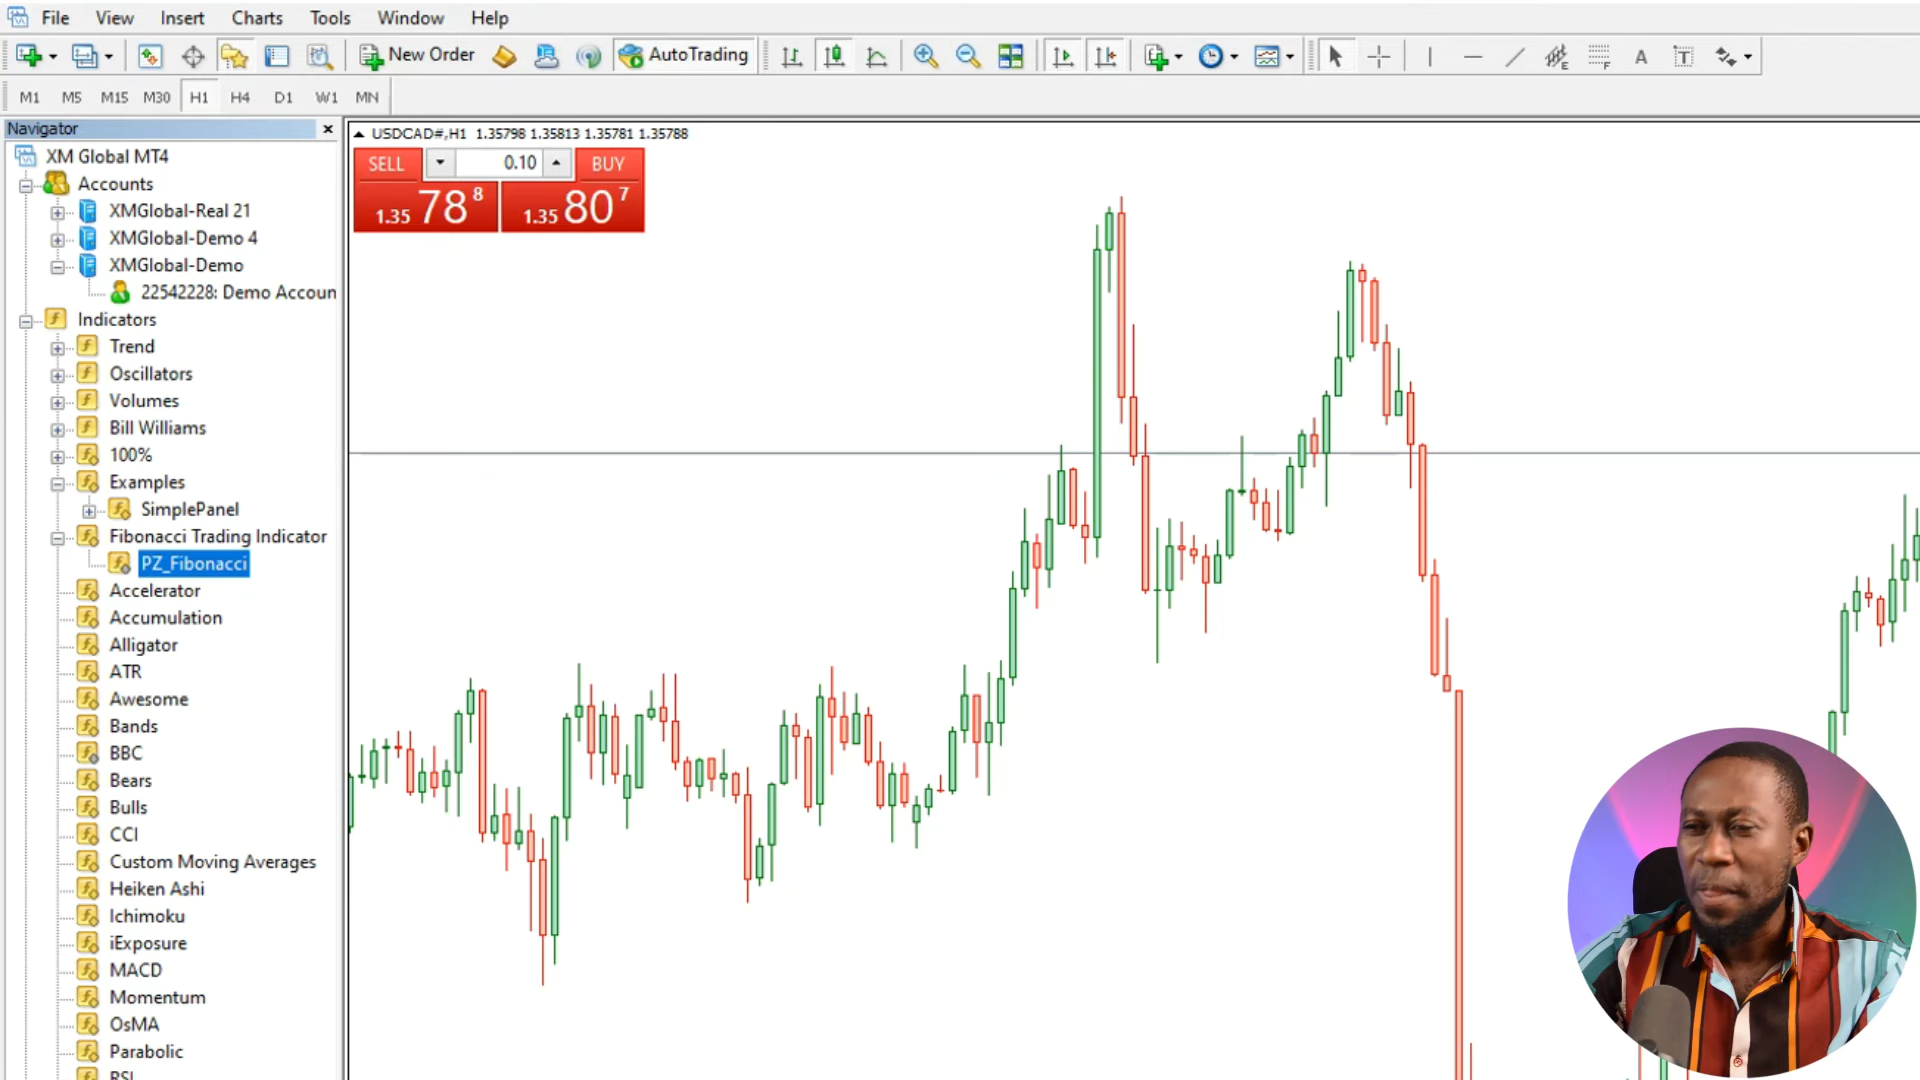 File View Insert Charts Tools Window Help
New Order AutoTrading
M1 M5 M15 M30 H1 H4 D1 W1 MN
Navigator
USDCAD#,H1 1.35798 1.35813 1.35781 1.35788
SELL 0.10 BUY
1.35 78 8 1.35 80 7
XM Global MT4
Accounts
XMGlobal-Real 21
XMGlobal-Demo 4
XMGlobal-Demo
22542228: Demo Accoun
Indicators
Trend
Oscillators
Volumes
Bill Williams
100%
Examples
SimplePanel
Fibonacci Trading Indicator
PZ_Fibonacci
Accelerator
Accumulation
Alligator
ATR
Awesome
Bands
BBC
Bears
Bulls
CCI
Custom Moving Averages
Heiken Ashi
Ichimoku
iExposure
MACD
Momentum
OsMA
Parabolic
RSI